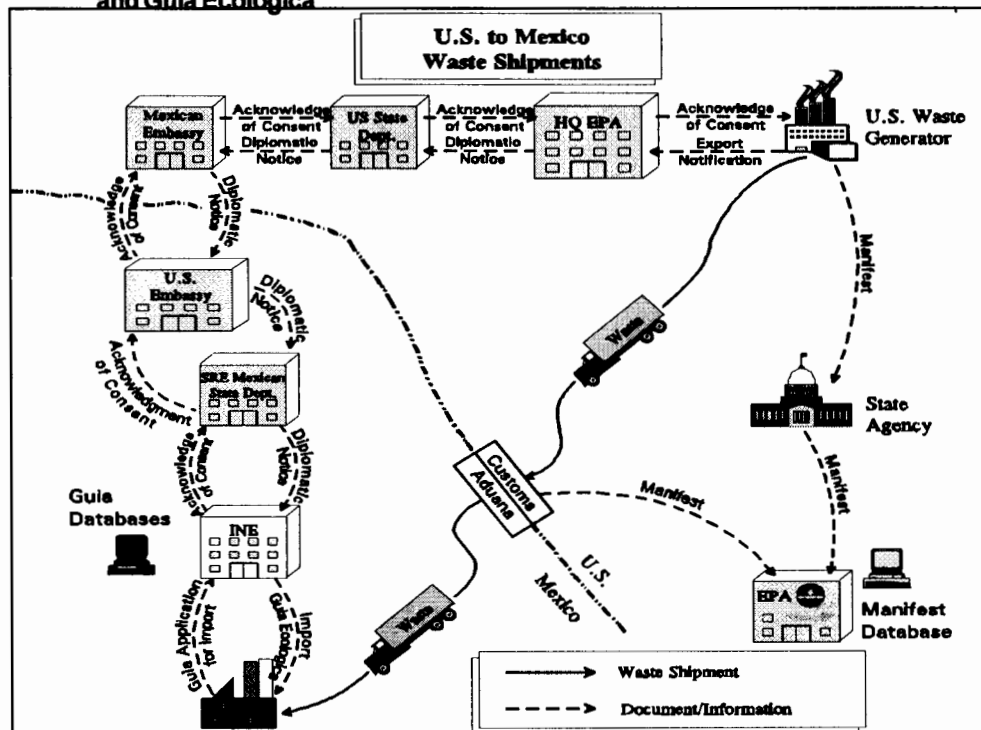 and Guia Ecologica
U.S. to Mexico
Waste Shipments
Mexican
Embassy
Acknowledge
of Consent
Diplomatic
Notice
US State
Dept.
Acknowledge
of Consent
Diplomatic
Notice
HQ EPA
Acknowledge
of Consent
Export
Notification
U.S. Waste
Generator
Acknowledge
of Consent
Diplomatic
Notice
Manifest
U.S.
Embassy
Diplomatic
Notice
Waste
Acknowledgment
of Consent
SRE Mexican
State Dept.
State
Agency
Acknowledge
of Consent
Diplomatic
Notice
Customs
Aduana
Manifest
Manifest
Guia
Databases
INE
U.S.
Mexico
EPA
Manifest
Database
Guia Application
for Import
Import
Guia Ecologica
Waste
Waste Shipment
Document/Information